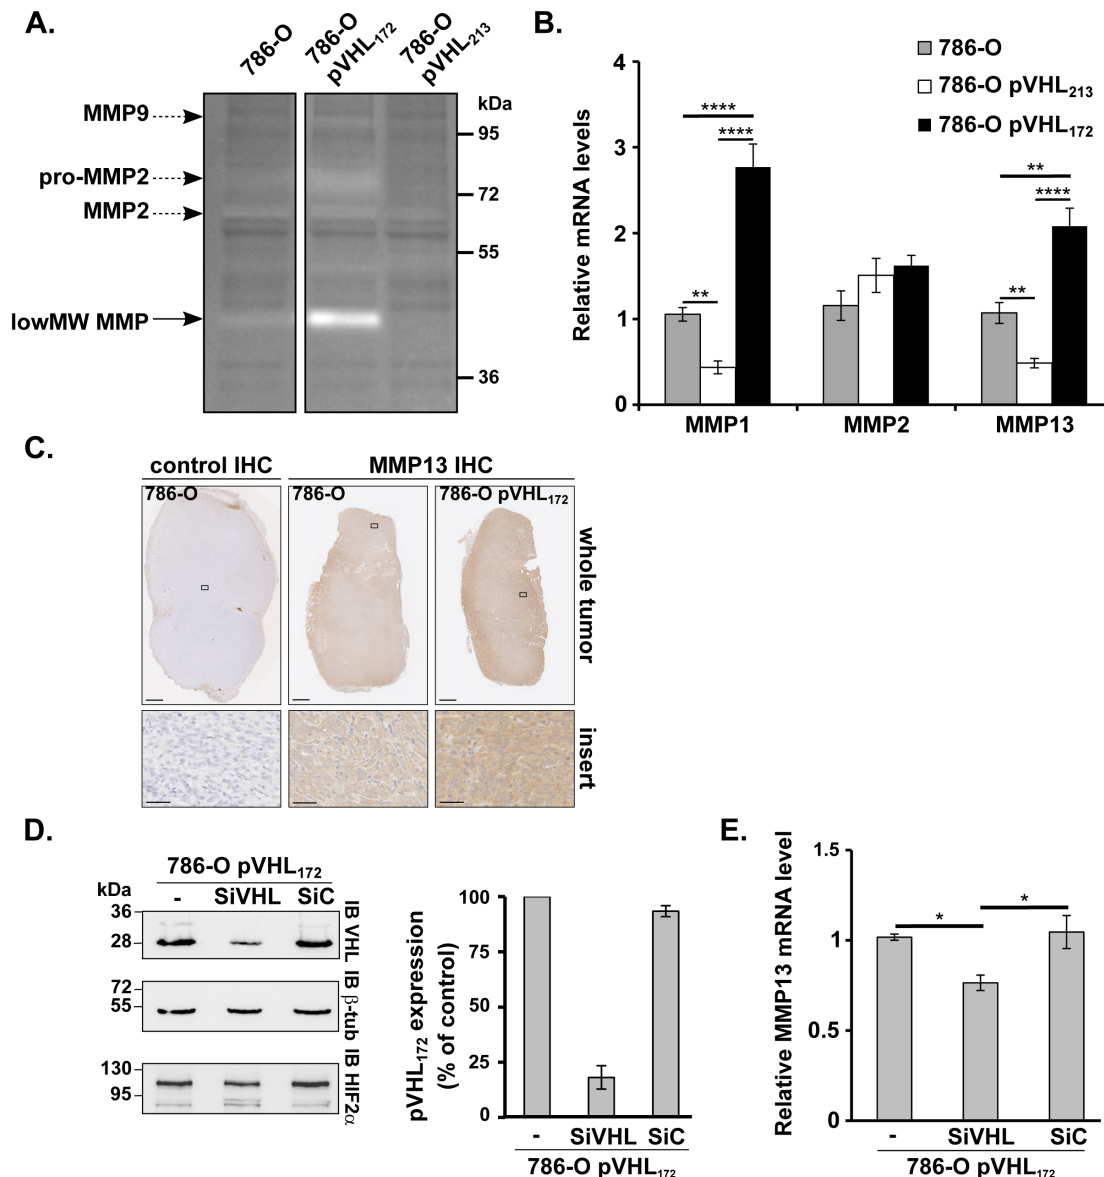 A.
786-O
786-O pVHL172
786-O pVHL213
kDa
MMP9
95
pro-MMP2
72
MMP2
55
lowMW MMP
36
B.
786-O
786-O pVHL213
786-O pVHL172
Relative mRNA levels
4
3
2
1
0
****
****
**
**
****
**
MMP1
MMP2
MMP13
C.
control IHC
MMP13 IHC
786-O
786-O
786-O pVHL172
whole tumor
insert
D.
786-O pVHL172
kDa
-
SiVHL
SiC
36
28
IB VHL
72
55
IB β-tub
130
95
IB HIF2α
pVHL172 expression
(% of control)
100
75
50
25
0
-
SiVHL
SiC
786-O pVHL172
E.
Relative MMP13 mRNA level
1.5
1
0.5
0
*
*
-
SiVHL
SiC
786-O pVHL172